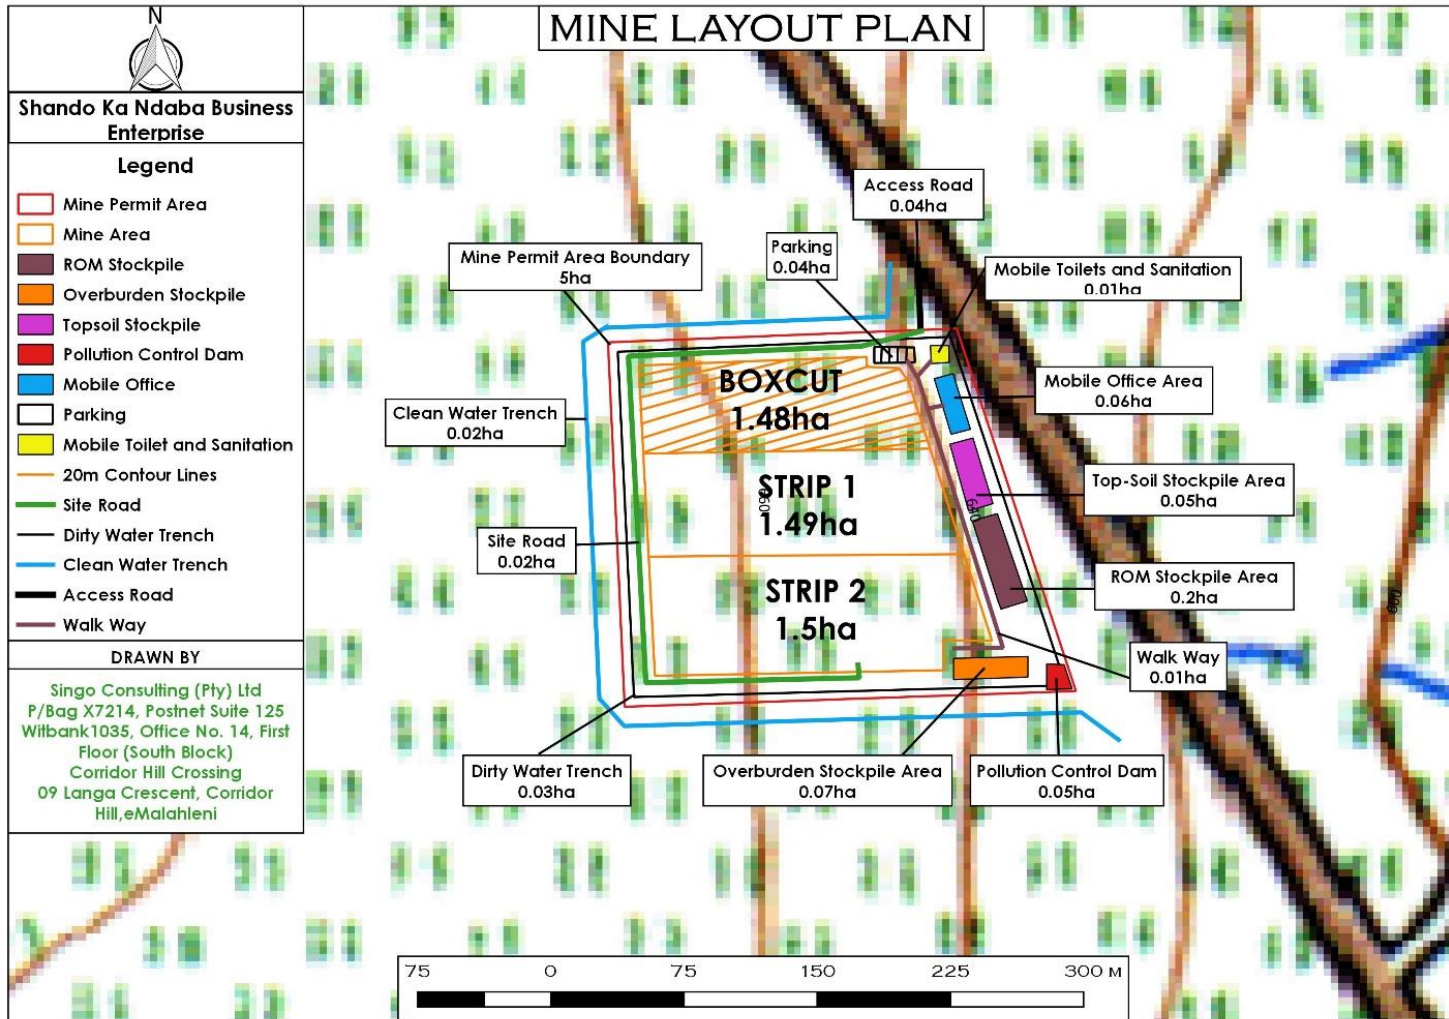 MINE LAYOUT PLAN
N
Shando Ka Ndaba Business
Enterprise
Legend
Mine Permit Area
Mine Area
ROM Stockpile
Overburden Stockpile
Topsoil Stockpile
Pollution Control Dam
Mobile Office
Parking
Mobile Toilet and Sanitation
20m Contour Lines
Site Road
Dirty Water Trench
Clean Water Trench
Access Road
Walk Way
DRAWN BY
Singo Consulting (Pty) Ltd
P/Bag X7214, Postnet Suite 125
Witbank1035, Office No. 14, First
Floor (South Block)
Corridor Hill Crossing
09 Langa Crescent, Corridor
Hill,eMalahleni
Access Road
0.04ha
Parking
0.04ha
Mine Permit Area Boundary
5ha
Mobile Toilets and Sanitation
0.01ha
BOXCUT
1.48ha
Mobile Office Area
0.06ha
Clean Water Trench
0.02ha
STRIP 1
1.49ha
660
640
Top-Soil Stockpile Area
0.05ha
Site Road
0.02ha
STRIP 2
1.5ha
ROM Stockpile Area
0.2ha
600
Walk Way
0.01ha
Dirty Water Trench
0.03ha
Overburden Stockpile Area
0.07ha
Pollution Control Dam
0.05ha
75 0 75 150 225 300 M